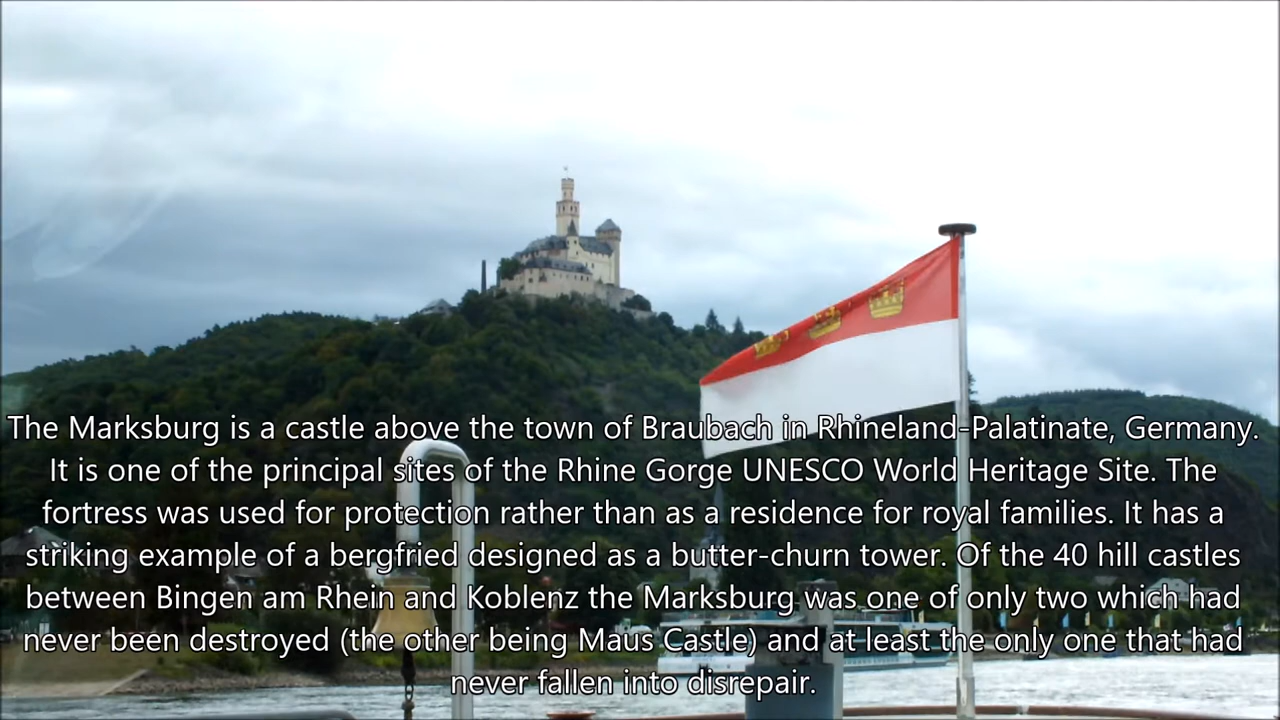 The Marksburg is a castle above the town of Braubach in Rhineland-Palatinate, Germany.
It is one of the principal sites of the Rhine Gorge UNESCO World Heritage Site. The
fortress was used for protection rather than as a residence for royal families. It has a
striking example of a bergfried designed as a butter-churn tower. Of the 40 hill castles
between Bingen am Rhein and Koblenz the Marksburg was one of only two which had
never been destroyed (the other being Maus Castle) and at least the only one that had
never fallen into disrepair.